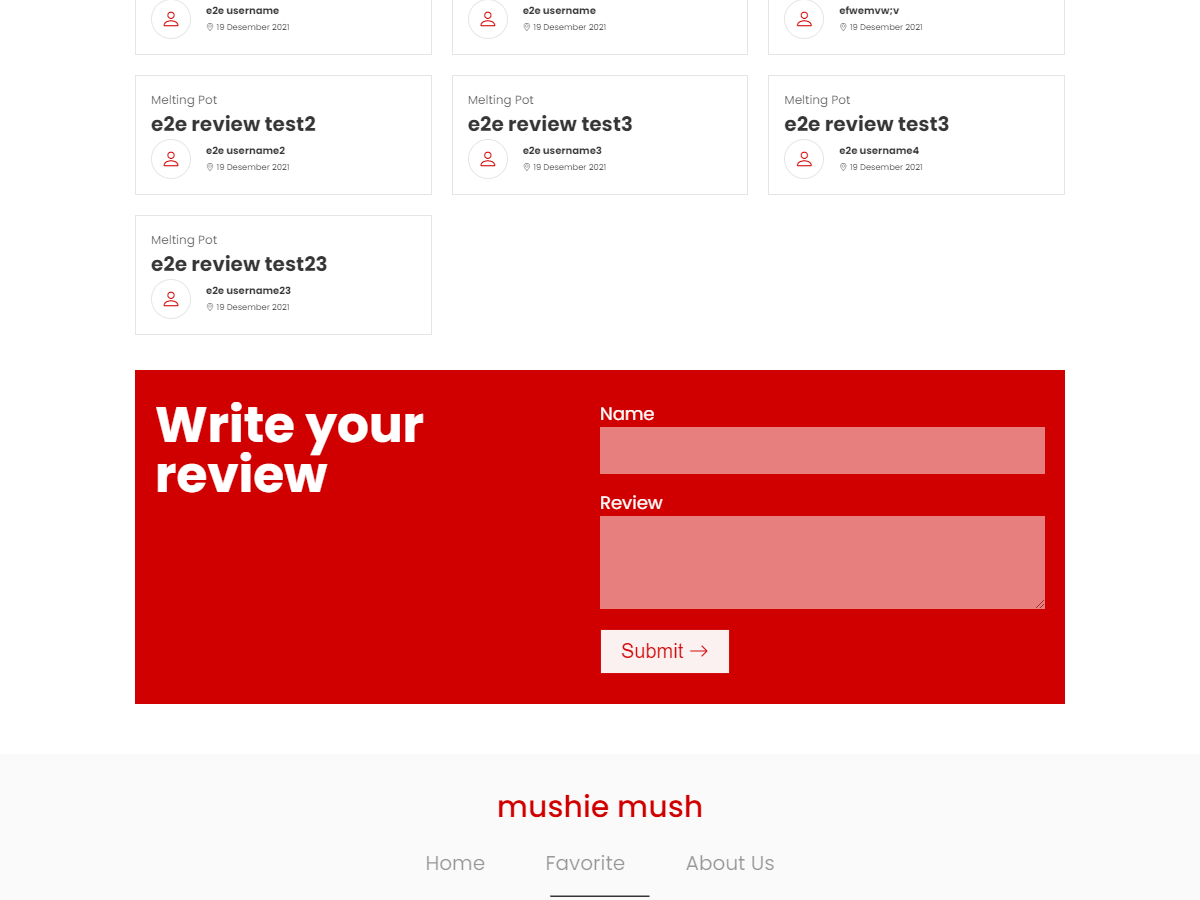 e2e username
19 Desember 2021
e2e username
19 Desember 2021
efwemvw;v
19 Desember 2021
Melting Pot
e2e review test2
e2e username2
19 Desember 2021
Melting Pot
e2e review test3
e2e username3
19 Desember 2021
Melting Pot
e2e review test3
e2e username4
19 Desember 2021
Melting Pot
e2e review test23
e2e username23
19 Desember 2021
Write your
review
Name
Review
Submit →
mushie mush
Home Favorite About Us